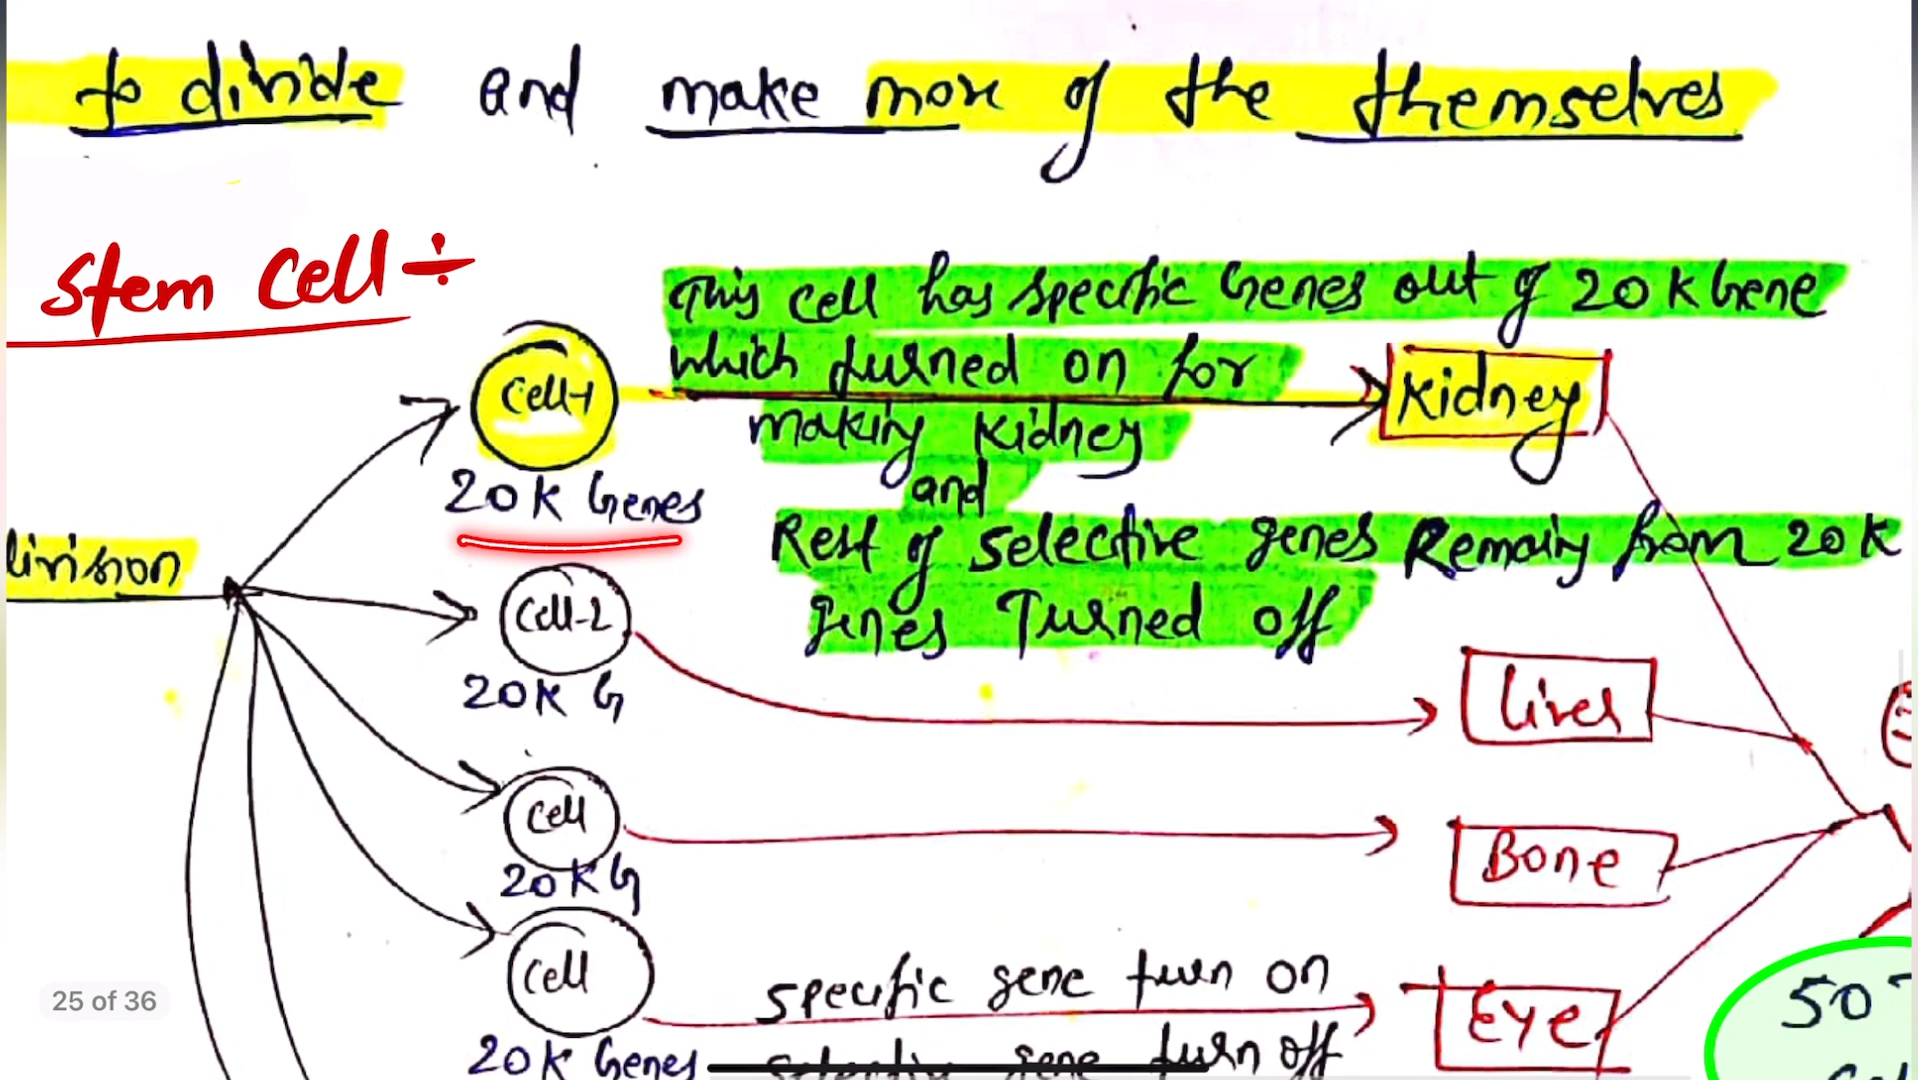 to divide and make more of the themselves
Stem Cell ÷
This cell has specific Genes out of 20K Gene
which turned on for
making kidney
and
Rest of selective genes Remaing from 20K
genes Turned off
Cell-1
20K Genes
Kidney
division
Cell-2
20K G
Liver
Cell
20K G
Bone
Cell
20K Genes
specific gene turn on
selective gene turn off
Eye
50
25 of 36